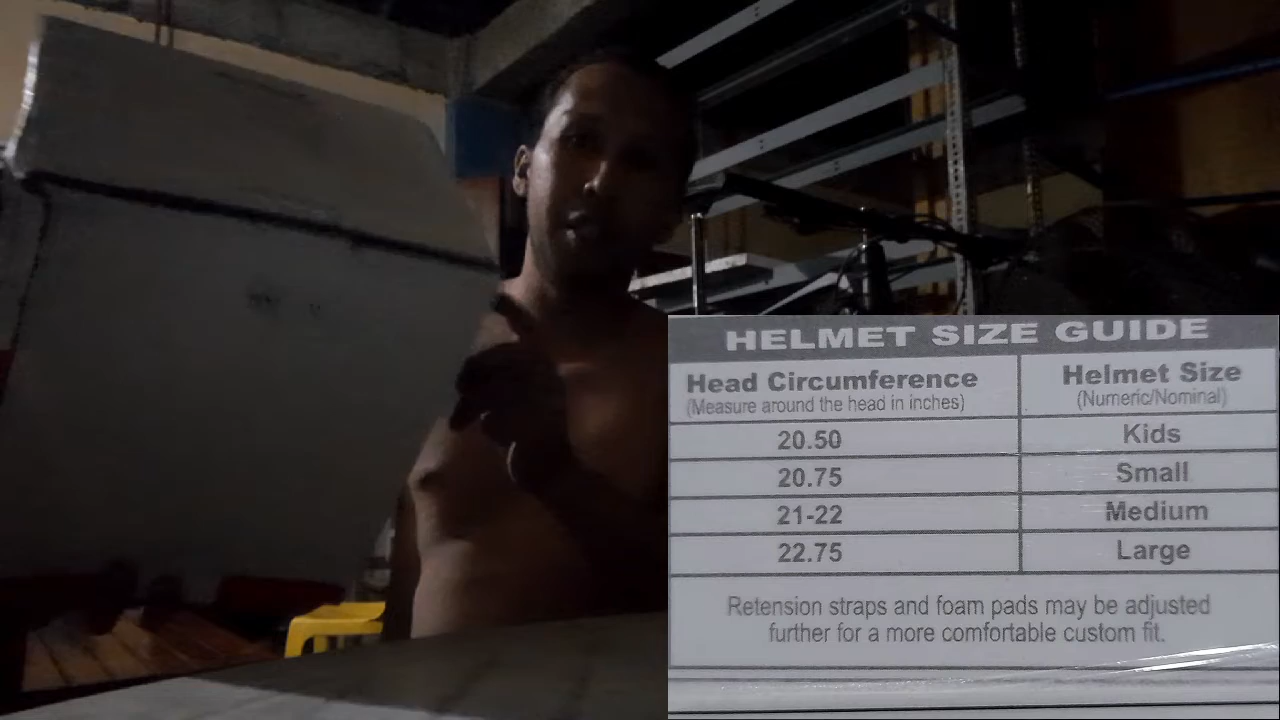 HELMET SIZE GUIDE
Head Circumference
(Measure around the head in inches)
Helmet Size
(Numeric/Nominal)
20.50 Kids
20.75 Small
21-22 Medium
22.75 Large
Retension straps and foam pads may be adjusted
further for a more comfortable custom fit.